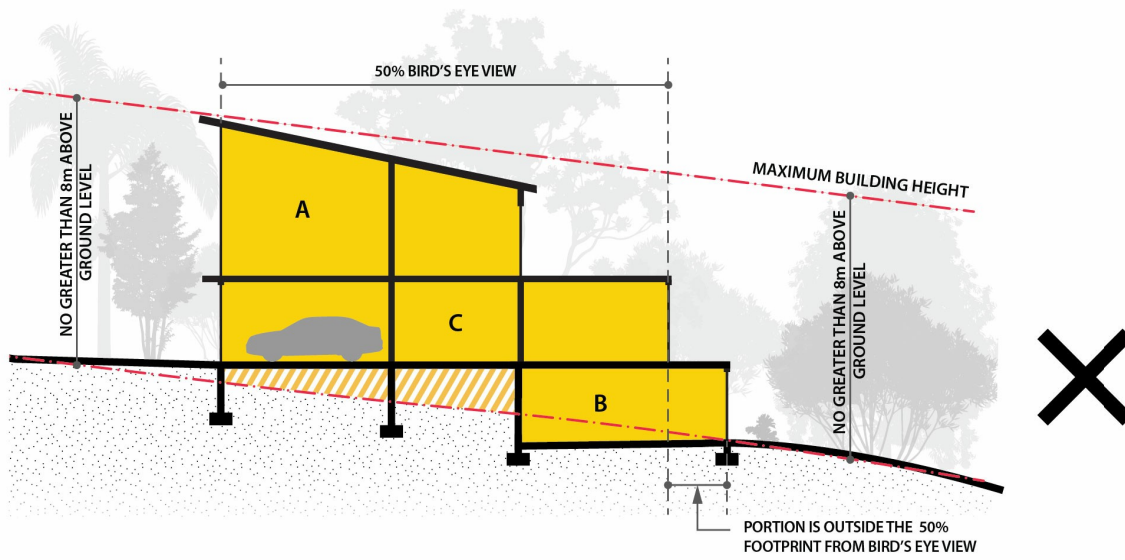 50% BIRD'S EYE VIEW
NO GREATER THAN 8m ABOVE
GROUND LEVEL
MAXIMUM BUILDING HEIGHT
A
NO GREATER THAN 8m ABOVE
GROUND LEVEL
C
B
PORTION IS OUTSIDE THE 50%
FOOTPRINT FROM BIRD'S EYE VIEW